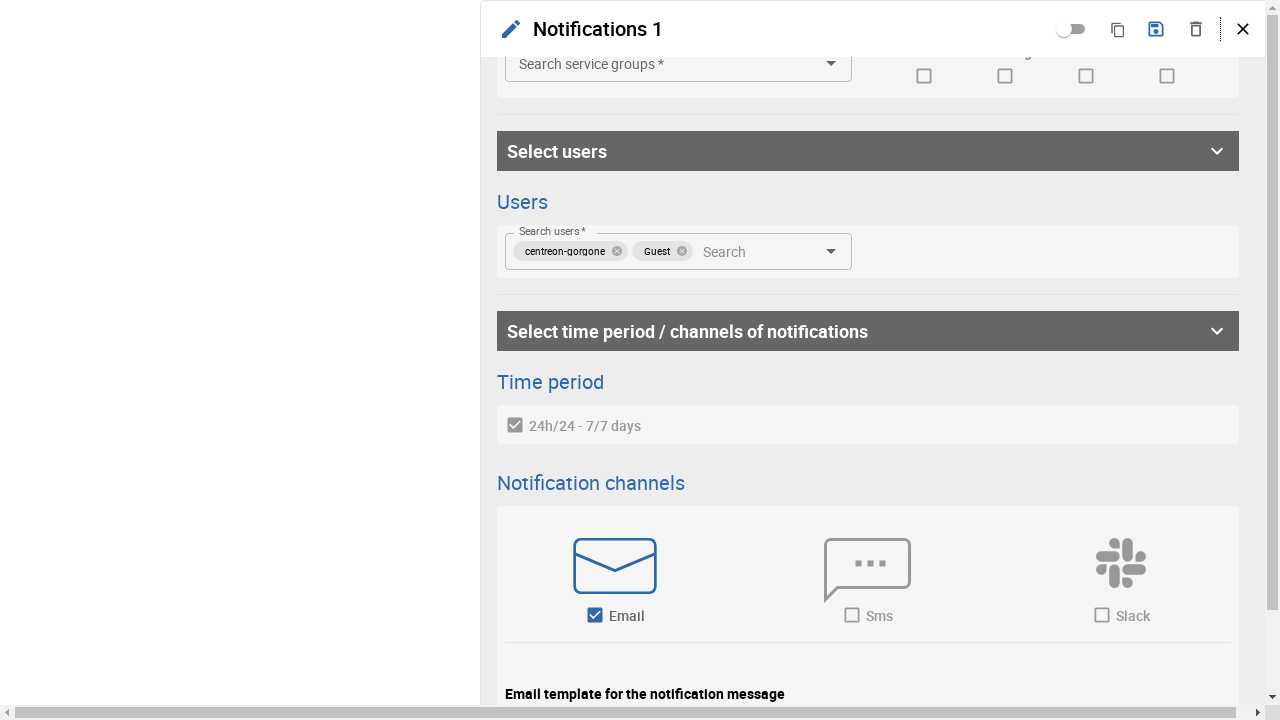 Notifications 1
Search service groups *
Select users
Users
Search users *
centreon-gorgone
Guest
Search
Select time period / channels of notifications
Time period
24h/24 - 7/7 days
Notification channels
Email
Sms
Slack
Email template for the notification message